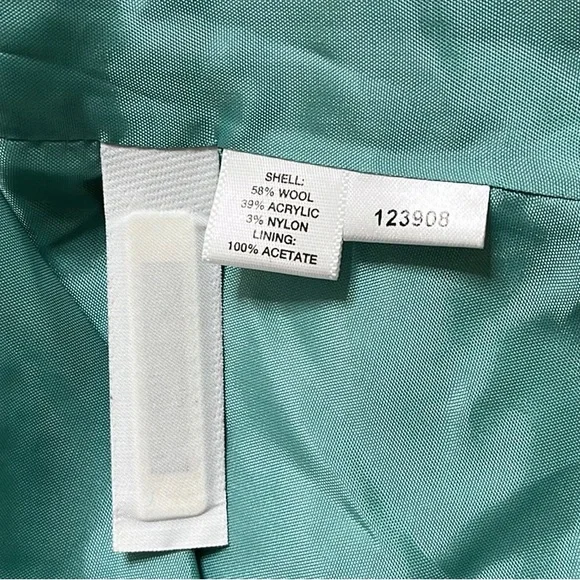 SHELL:
58% WOOL
39% ACRYLIC
3% NYLON
LINING:
100% ACETATE
123908